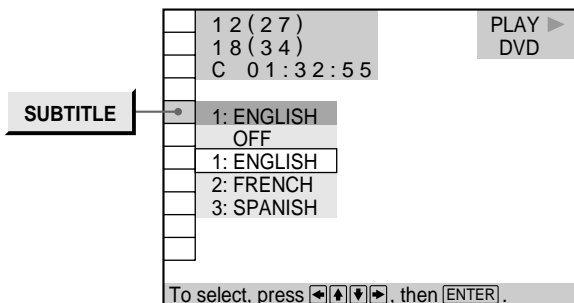 12(27)
18(34)
C 01:32:55
PLAY ►
DVD
SUBTITLE
1: ENGLISH
OFF
1: ENGLISH
2: FRENCH
3: SPANISH
To select, press ←↑↓→, then ENTER.